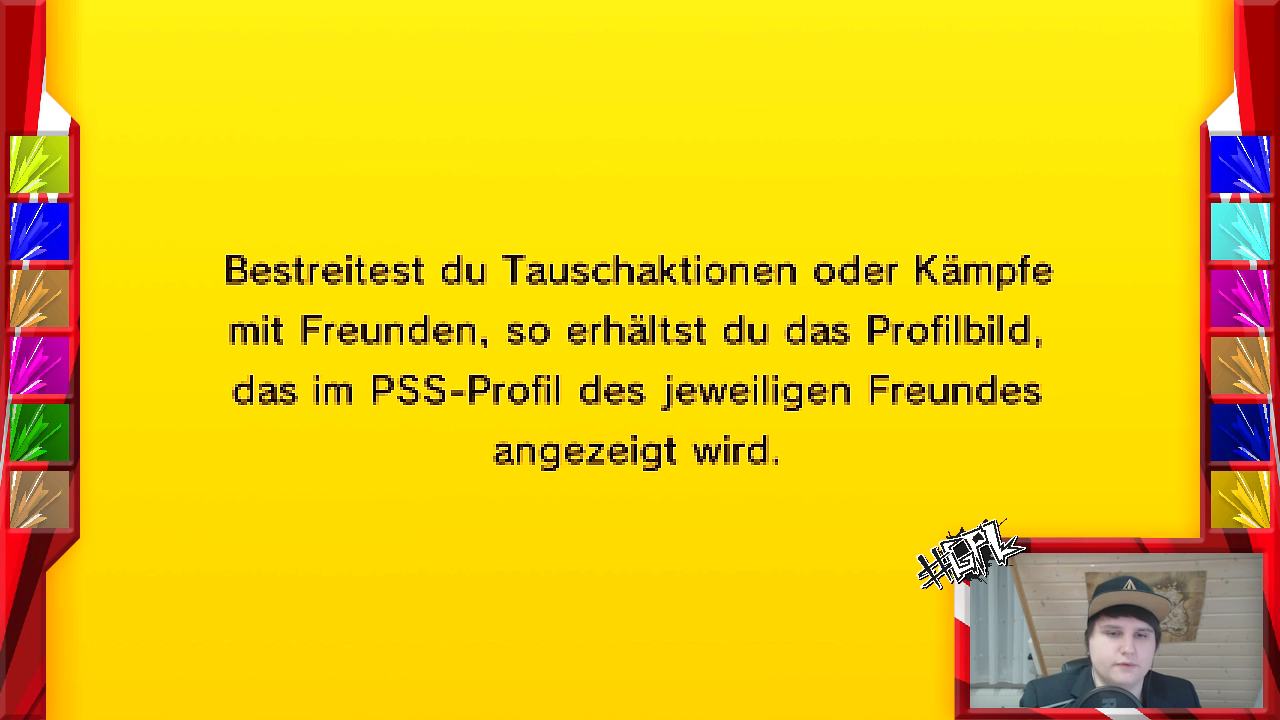 Bestreitest du Tauschaktionen oder Kämpfe
mit Freunden, so erhältst du das Profilbild,
das im PSS-Profil des jeweiligen Freundes
angezeigt wird.
#GFL